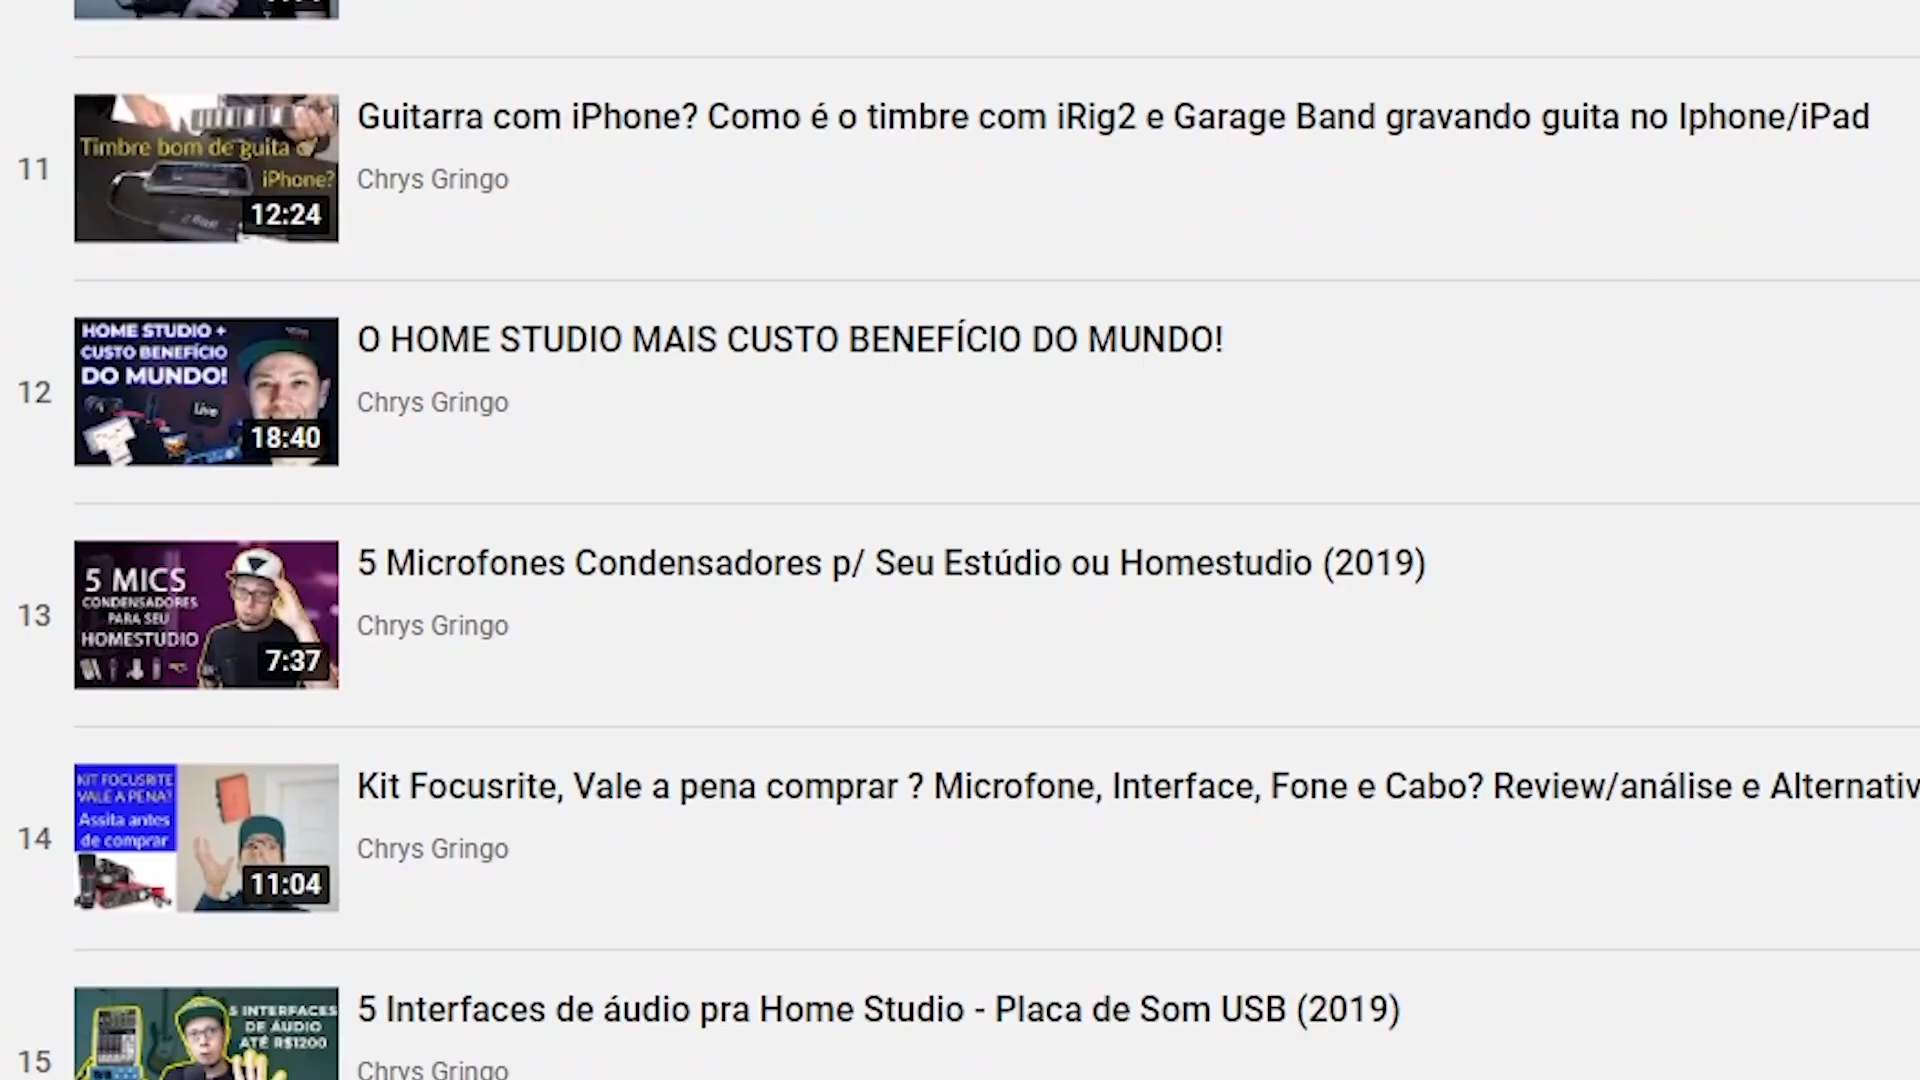 11
Timbre bom de guita c/
iPhone?
12:24
Guitarra com iPhone? Como é o timbre com iRig2 e Garage Band gravando guita no Iphone/iPad
Chrys Gringo
12
HOME STUDIO +
CUSTO BENEFÍCIO
DO MUNDO!
Live
18:40
O HOME STUDIO MAIS CUSTO BENEFÍCIO DO MUNDO!
Chrys Gringo
13
5 MICS
CONDENSADORES
PARA SEU
HOMESTUDIO
7:37
5 Microfones Condensadores p/ Seu Estúdio ou Homestudio (2019)
Chrys Gringo
14
KIT FOCUSRITE
VALE A PENA?
Assita antes
de comprar
11:04
Kit Focusrite, Vale a pena comprar ? Microfone, Interface, Fone e Cabo? Review/análise e Alternativ
Chrys Gringo
15
5 INTERFACES
DE ÁUDIO
ATÉ R$1200
5 Interfaces de áudio pra Home Studio - Placa de Som USB (2019)
Chrys Gringo